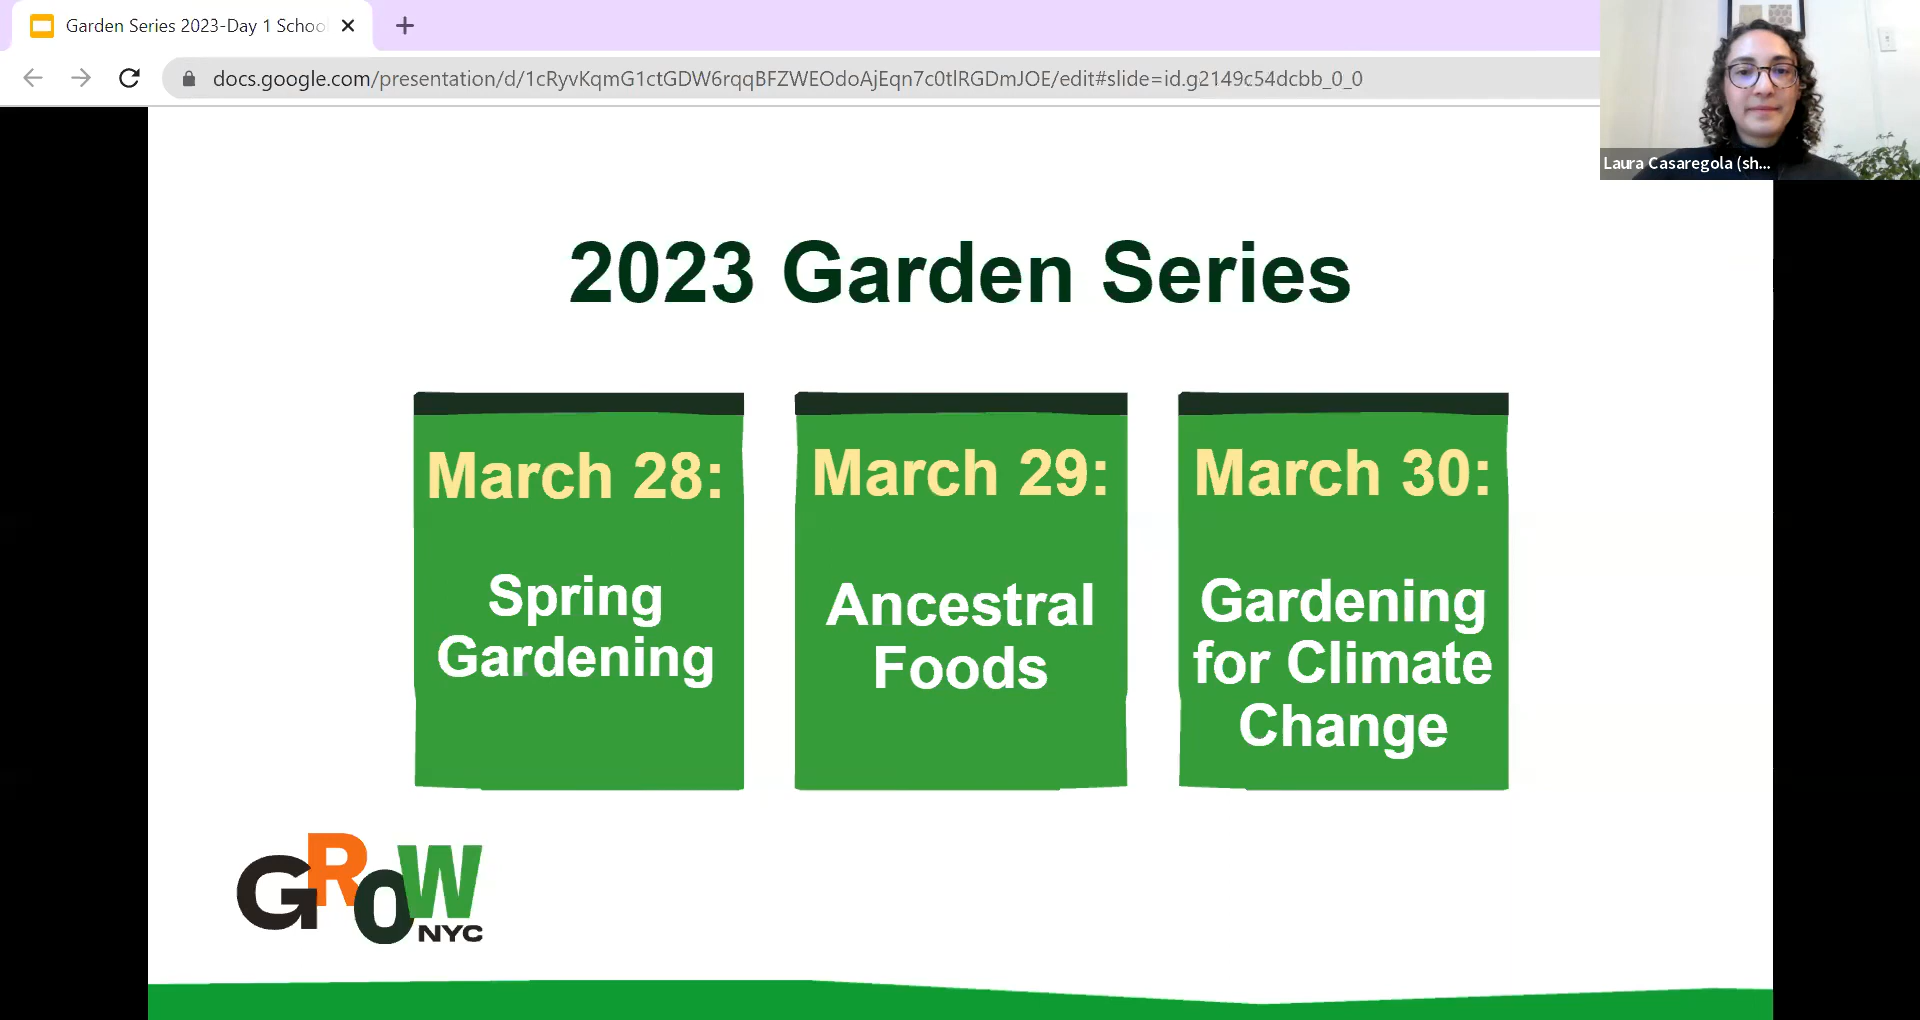 Garden Series 2023-Day 1 Schoo
docs.google.com/presentation/d/1cRyvKqmG1ctGDW6rqqBFZWEOdoAjEqn7c0tlRGDmJOE/edit#slide=id.g2149c54dcbb_0_0
Laura Casaregola (sh...
2023 Garden Series
March 28:
Spring
Gardening
March 29:
Ancestral
Foods
March 30:
Gardening
for Climate
Change
GROW
NYC